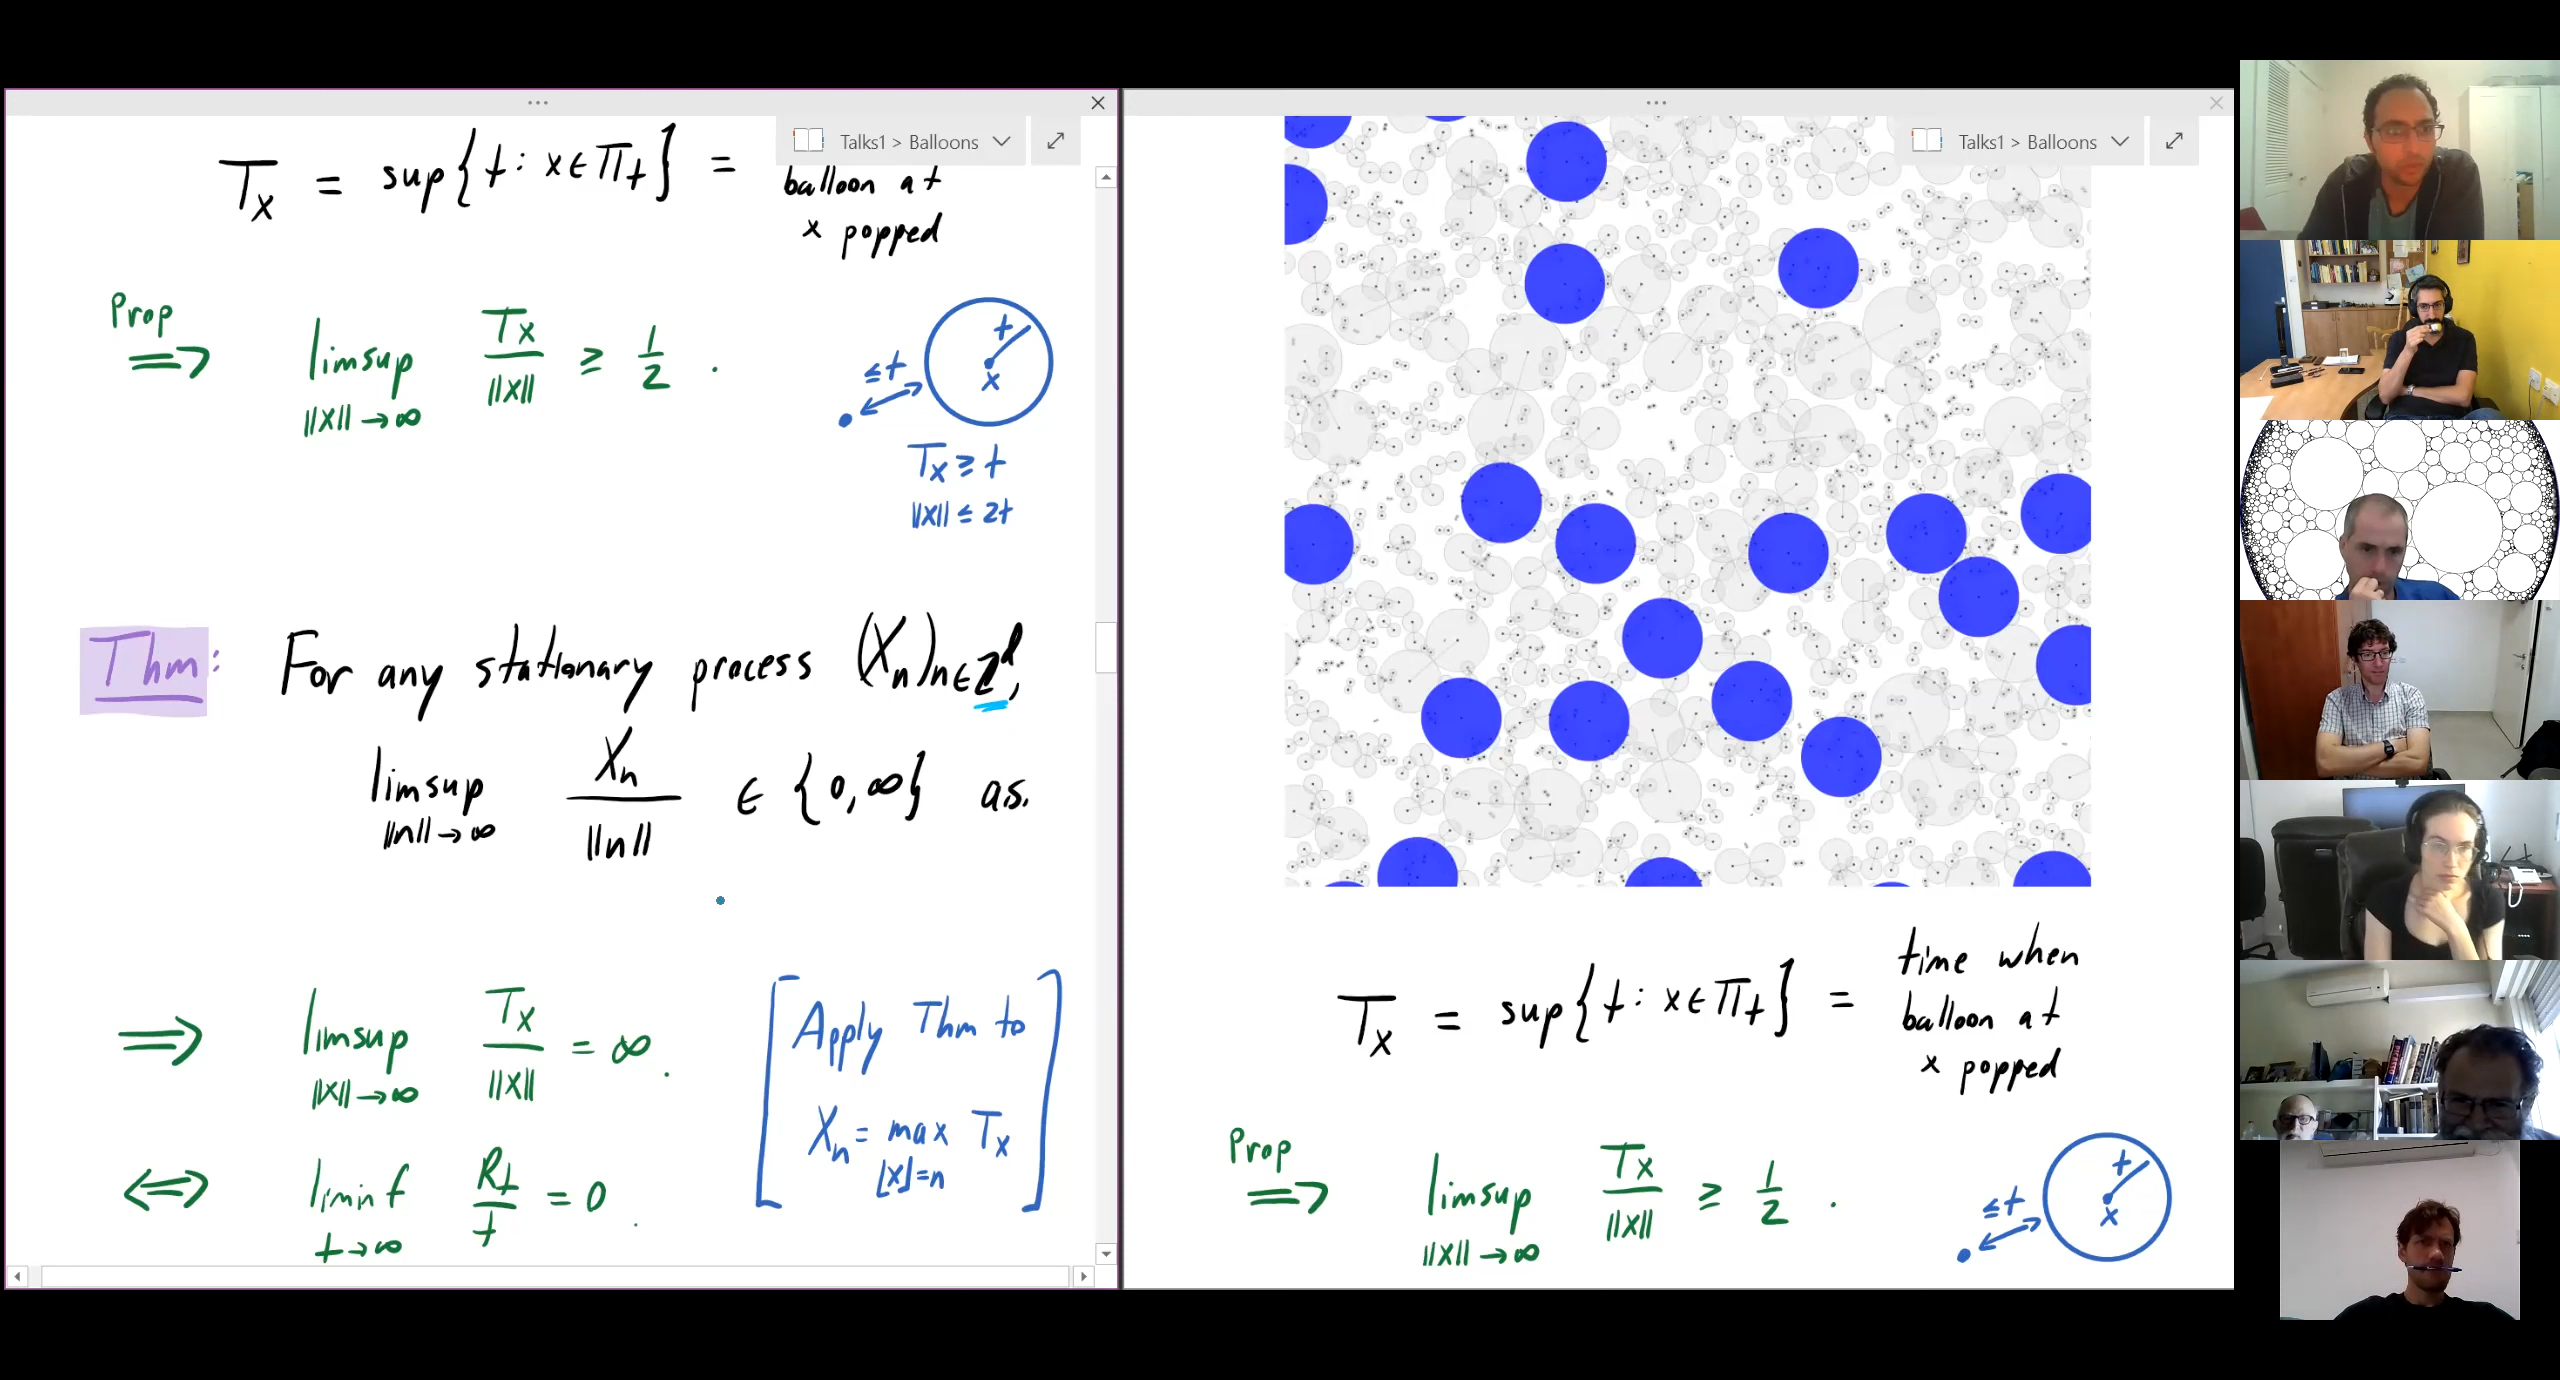 Talks1 > Balloons
T_x = sup{t: x ∈ Π_t} =
balloon at
x popped
Prop
⟹ limsup_{||x||→∞} T_x/||x|| ≥ 1/2 .
t
x
≤t
T_x ≥ t
||x|| ≤ 2t
Thm: For any stationary process (X_n)_{n∈Z^d},
limsup_{||n||→∞} X_n/||n|| ∈ {0,∞} as.
⟹ limsup_{||x||→∞} T_x/||x|| = ∞ .
⟺ liminf_{t→∞} R_t/t = 0 .
Apply Thm to
X_n = max_{⌊x⌋=n} T_x
Talks1 > Balloons
T_x = sup{t: x ∈ Π_t} =
time when
balloon at
x popped
Prop
⟹ limsup_{||x||→∞} T_x/||x|| ≥ 1/2 .
t
x
≤t